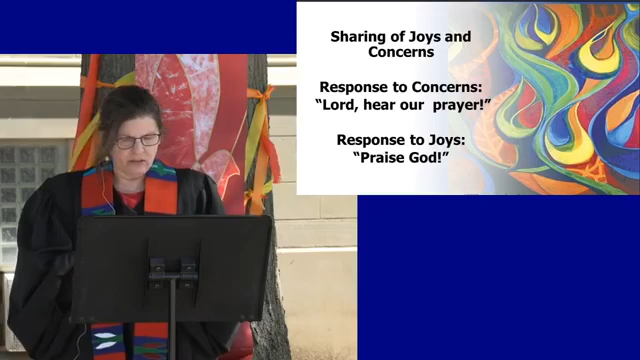 Sharing of Joys and
Concerns
Response to Concerns:
“Lord, hear our prayer!”
Response to Joys:
“Praise God!”